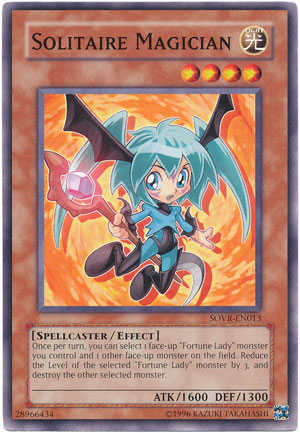 SOLITAIRE MAGICIAN
LIGHT
光
SOVR-EN013
[SPELLCASTER / EFFECT]
Once per turn, you can select 1 face-up "Fortune Lady" monster
you control and 1 other face-up monster on the field. Reduce
the Level of the selected "Fortune Lady" monster by 3, and
destroy the other selected monster.
ATK/1600 DEF/1300
28966434
©1996 KAZUKI TAKAHASHI